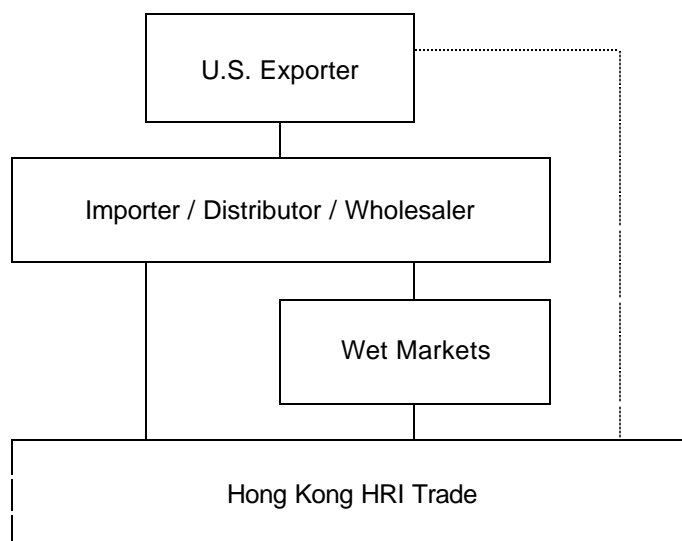 U.S. Exporter
Importer / Distributor / Wholesaler
Wet Markets
Hong Kong HRI Trade